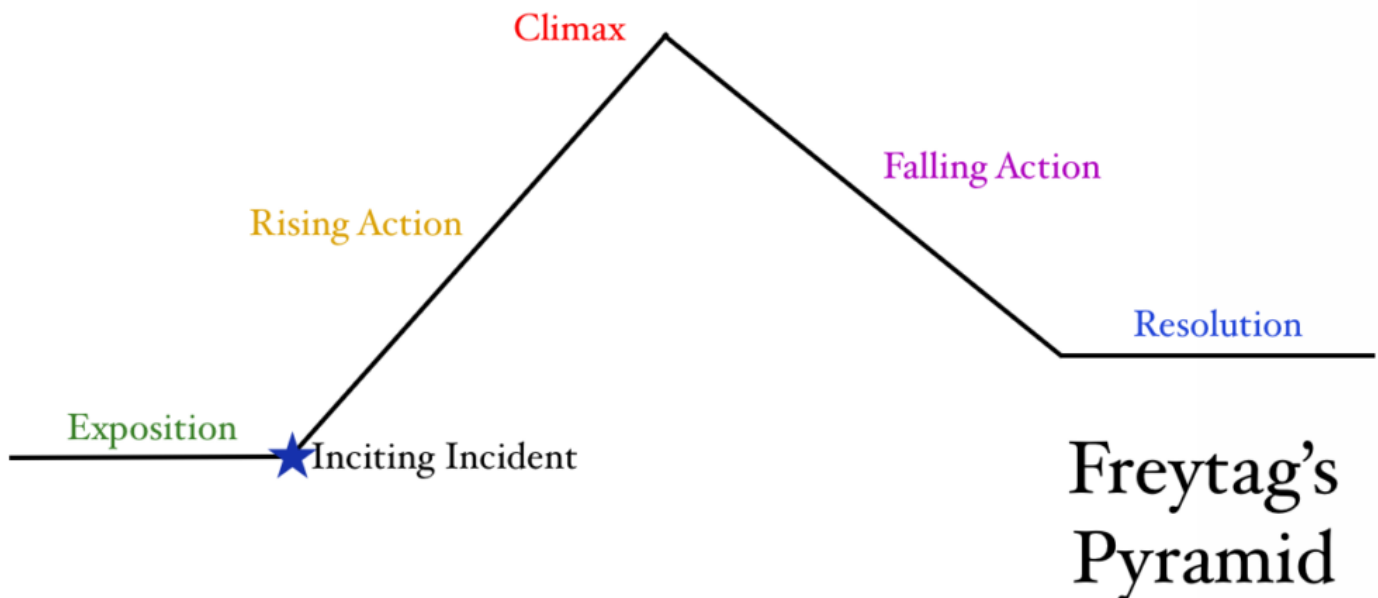 Climax
Falling Action
Rising Action
Resolution
Exposition
Inciting Incident
Freytag’s
Pyramid